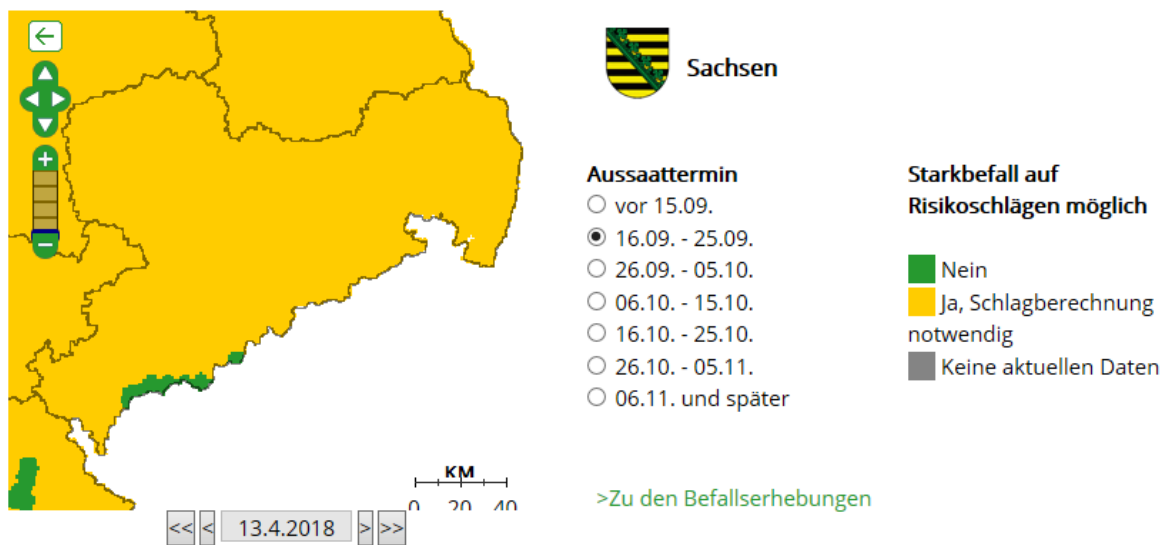 Sachsen
Aussaattermin
vor 15.09.
16.09. - 25.09.
26.09. - 05.10.
06.10. - 15.10.
16.10. - 25.10.
26.10. - 05.11.
06.11. und später
Starkbefall auf
Risikoschlägen möglich
Nein
Ja, Schlagberechnung
notwendig
Keine aktuellen Daten
KM
0 20 40
>Zu den Befallserhebungen
<< < 13.4.2018 > >>